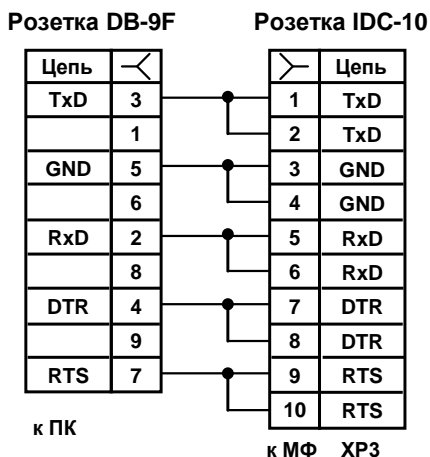 Розетка DB-9F Розетка IDC-10
Цепь Цепь
TxD 3 1 TxD
1 2 TxD
GND 5 3 GND
6 4 GND
RxD 2 5 RxD
8 6 RxD
DTR 4 7 DTR
9 8 DTR
RTS 7 9 RTS
10 RTS
к ПК
к МФ XP3